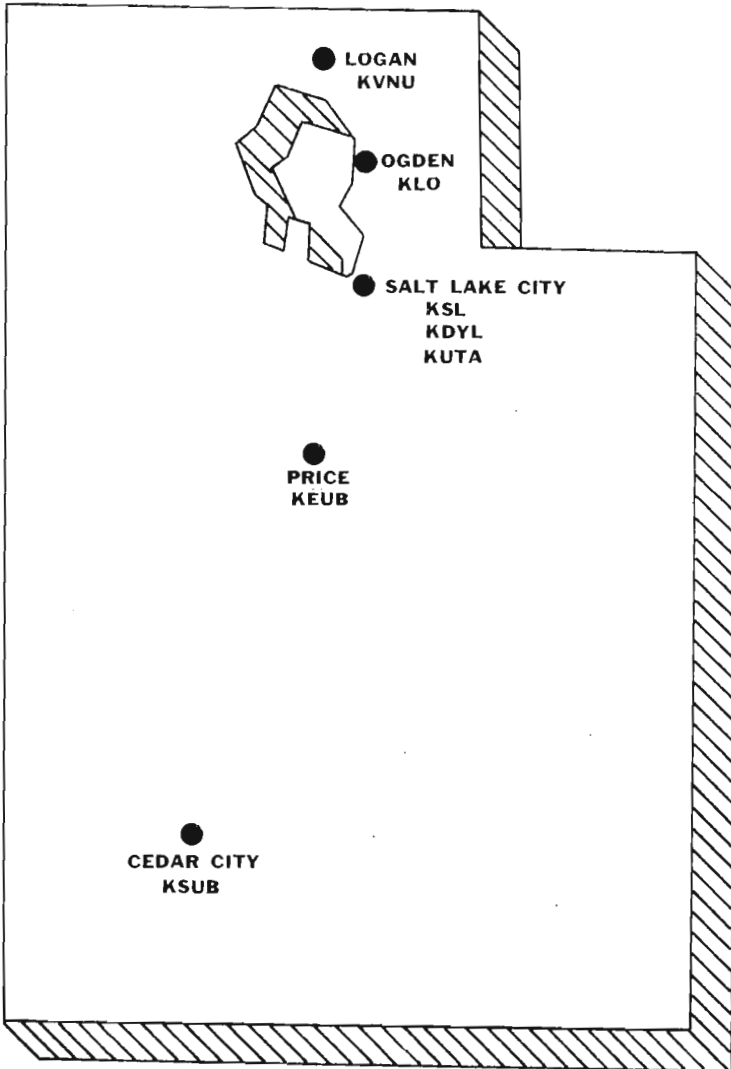 LOGAN
KVNU
OGDEN
KLO
SALT LAKE CITY
KSL
KDYL
KUTA
PRICE
KEUB
CEDAR CITY
KSUB